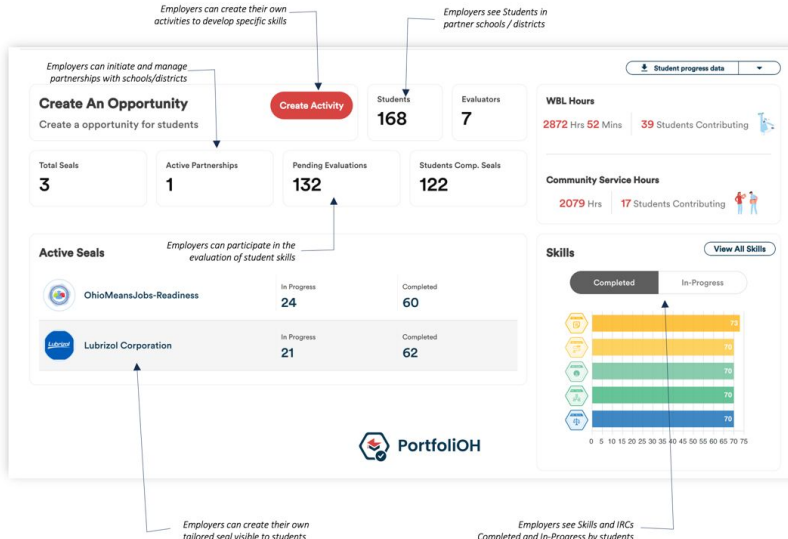 Employers can create their own
activities to develop specific skills
Employers see Students in
partner schools / districts
Employers can initiate and manage
partnerships with schools/districts
Student progress data
Create An Opportunity
Create a opportunity for students
Create Activity
Students
168
Evaluators
7
WBL Hours
2872 Hrs 52 Mins
39 Students Contributing
Total Seals
3
Active Partnerships
1
Pending Evaluations
132
Students Comp. Seals
122
Community Service Hours
2079 Hrs
17 Students Contributing
Employers can participate in the
evaluation of student skills
Active Seals
OhioMeansJobs-Readiness
In Progress
24
Completed
60
Lubrizol
Lubrizol Corporation
In Progress
21
Completed
62
Skills
View All Skills
Completed
In-Progress
73
70
70
70
70
0 5 10 15 20 25 30 35 40 45 50 55 60 65 70 75
PortfoliOH
Employers can create their own
tailored seal visible to students
Employers see Skills and IRCs
Completed and In-Progress by students